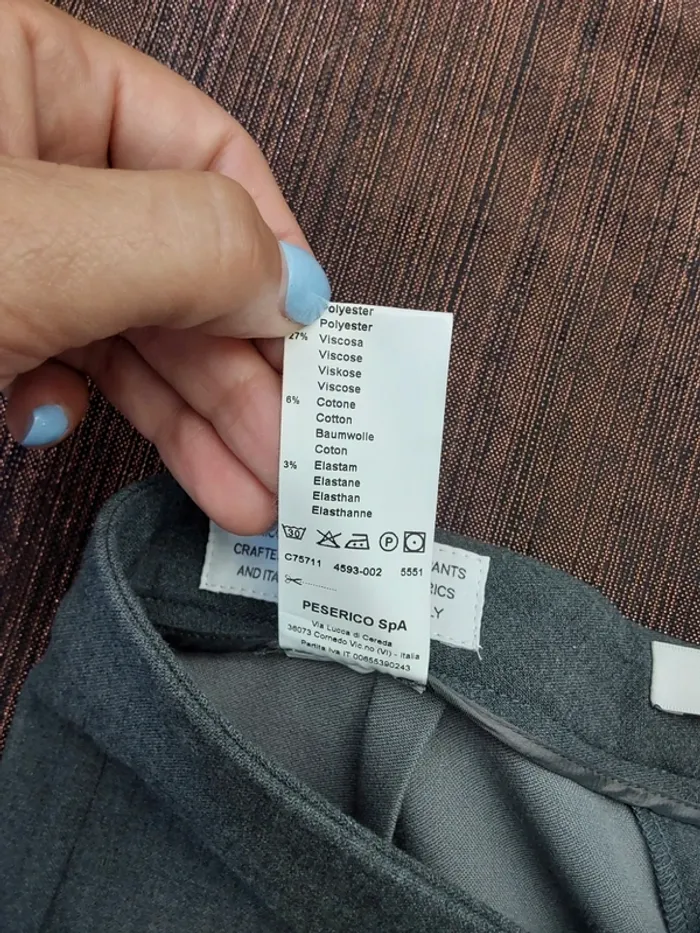 Polyester
Polyester
27% Viscosa
Viscose
Viskose
Viscose
6% Cotone
Cotton
Baumwolle
Coton
3% Elastam
Elastane
Elasthan
Elasthanne
30 P
C75711 4593-002 5551
PESERICO SpA
Via Lucca di Cereda
36073 Cornedo Vic.no (VI) - Italia
Partita Iva IT 00655390243
CRAFTE ANTS
AND ITA RICS
LY